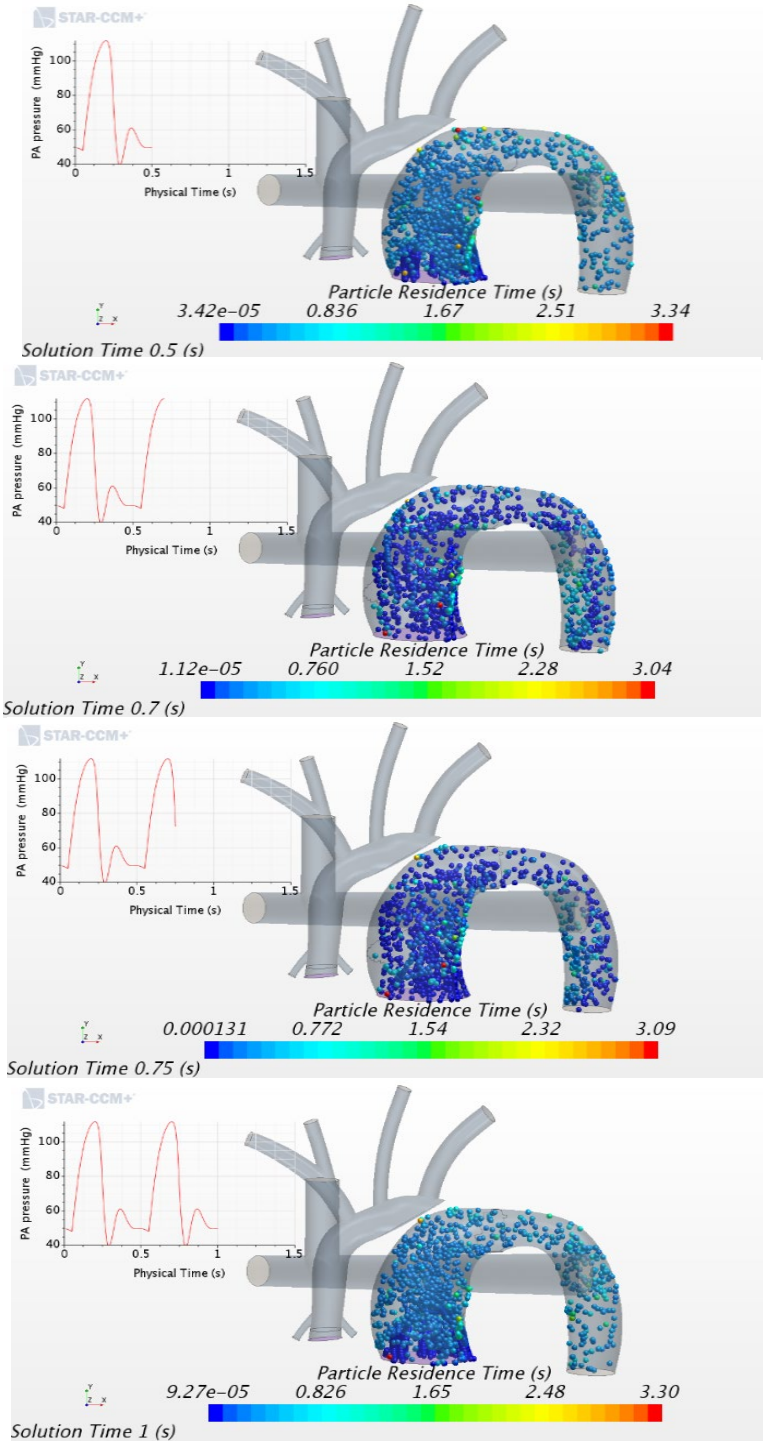 STAR-CCM+
PA pressure (mmHg)
100
80
60
40
0
0.5
1
1.5
Physical Time (s)
Y
Z
X
Particle Residence Time (s)
3.42e-05
0.836
1.67
2.51
3.34
Solution Time 0.5 (s)
STAR-CCM+
PA pressure (mmHg)
100
80
60
40
0
0.5
1
1.5
Physical Time (s)
Y
Z
X
Particle Residence Time (s)
1.12e-05
0.760
1.52
2.28
3.04
Solution Time 0.7 (s)
STAR-CCM+
PA pressure (mmHg)
100
80
60
40
0
0.5
1
1.5
Physical Time (s)
Y
Z
X
Particle Residence Time (s)
0.000131
0.772
1.54
2.32
3.09
Solution Time 0.75 (s)
STAR-CCM+
PA pressure (mmHg)
100
80
60
40
0
0.5
1
1.5
Physical Time (s)
Y
Z
X
Particle Residence Time (s)
9.27e-05
0.826
1.65
2.48
3.30
Solution Time 1 (s)